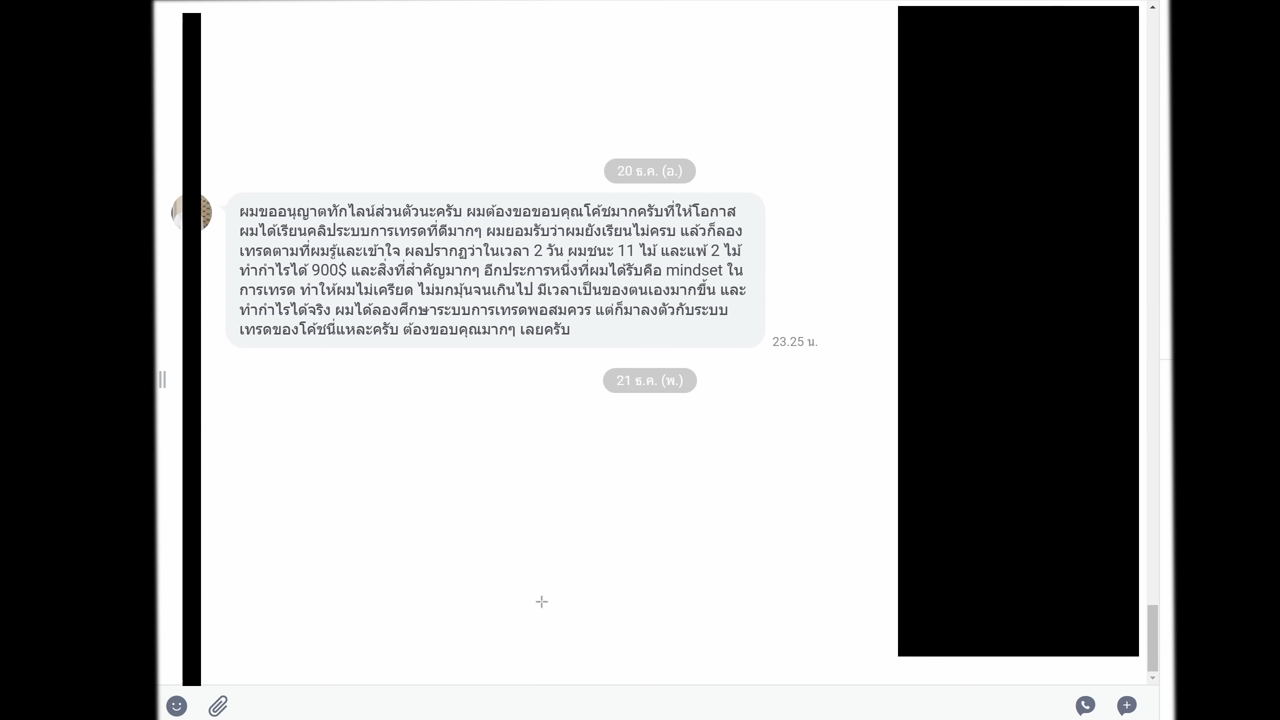 20 ธ.ค. (อ.)
ผมขออนุญาตทักไลน์ส่วนตัวนะครับ ผมต้องขอขอบคุณโค้ชมากครับที่ให้โอกาส
ผมได้เรียนคลิประบบการเทรดที่ดีมากๆ ผมยอมรับว่าผมยังเรียนไม่ครบ แล้วก็ลอง
เทรดตามที่ผมรู้และเข้าใจ ผลปรากฏว่าในเวลา 2 วัน ผมชนะ 11 ไม้ และแพ้ 2 ไม้
ทำกำไรได้ 900$ และสิ่งที่สำคัญมากๆ อีกประการหนึ่งที่ผมได้รับคือ mindset ใน
การเทรด ทำให้ผมไม่เครียด ไม่มกมุ้นจนเกินไป มีเวลาเป็นของตนเองมากขึ้น และ
ทำกำไรได้จริง ผมได้ลองศึกษาระบบการเทรดพอสมควร แต่ก็มาลงตัวกับระบบ
เทรดของโค้ชนี่แหละครับ ต้องขอบคุณมากๆ เลยครับ
23.25 น.
21 ธ.ค. (พ.)